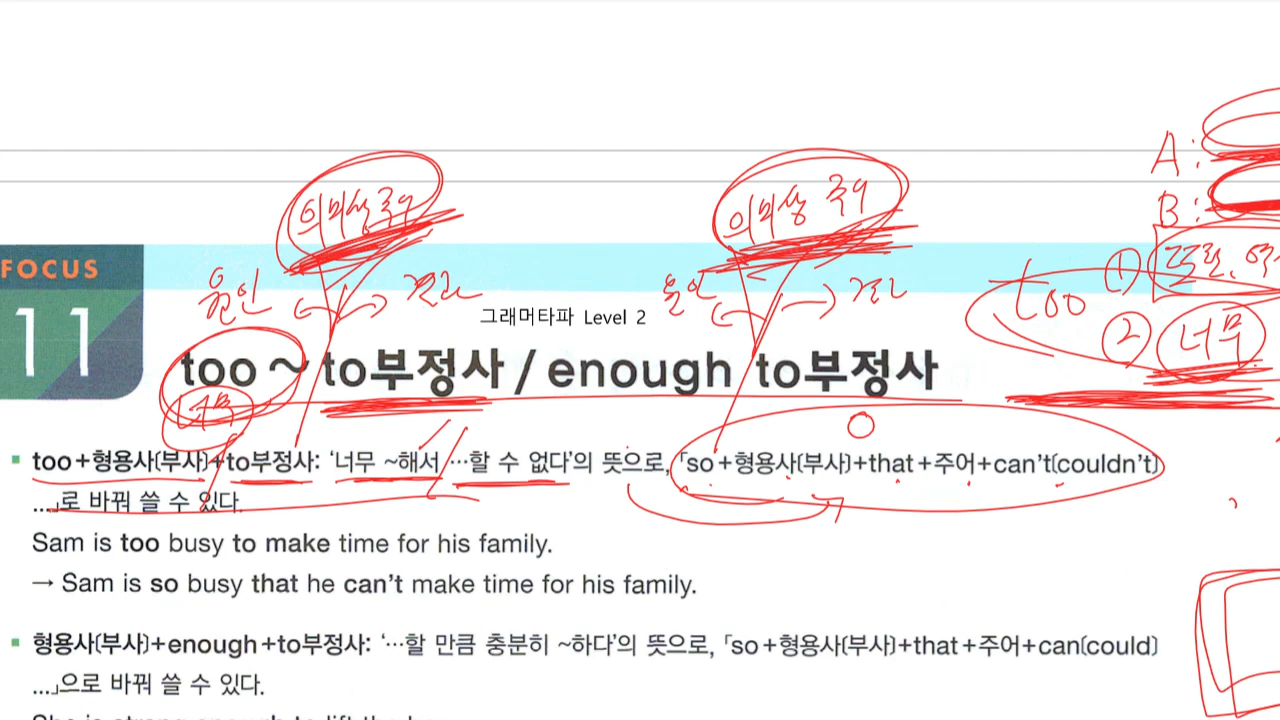 A:
의미상 주어
의미상 주어
B:
FOCUS
11
원인
결과
원인
결과
too
①
그래머타파 Level 2
② 너무
too ~ to부정사 / enough to부정사
너무
too+형용사(부사)+to부정사: ‘너무 ~해서 …할 수 없다’의 뜻으로, 「so+형용사(부사)+that+주어+can’t(couldn’t)
…」로 바꿔 쓸 수 있다.
Sam is too busy to make time for his family.
→ Sam is so busy that he can’t make time for his family.
형용사(부사)+enough+to부정사: ‘…할 만큼 충분히 ~하다’의 뜻으로, 「so+형용사(부사)+that+주어+can(could)
…」으로 바꿔 쓸 수 있다.